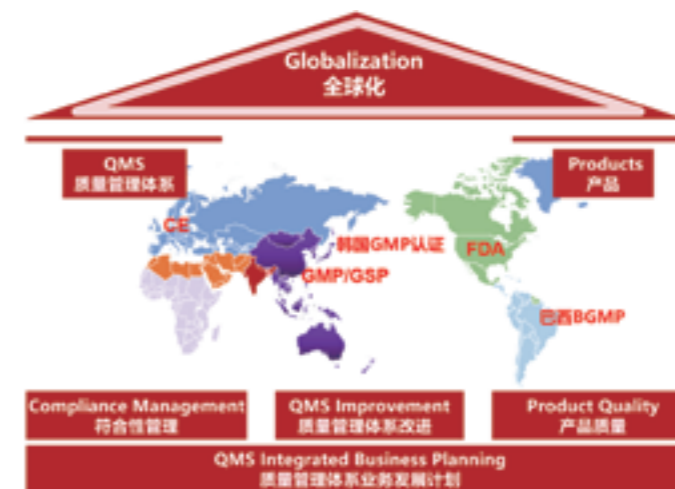 Globalization
全球化
QMS
质量管理体系
Products
产品
CE
韩国GMP认证
FDA
GMP/GSP
巴西BGMP
Compliance Management
符合性管理
QMS Improvement
质量管理体系改进
Product Quality
产品质量
QMS Integrated Business Planning
质量管理体系业务发展计划